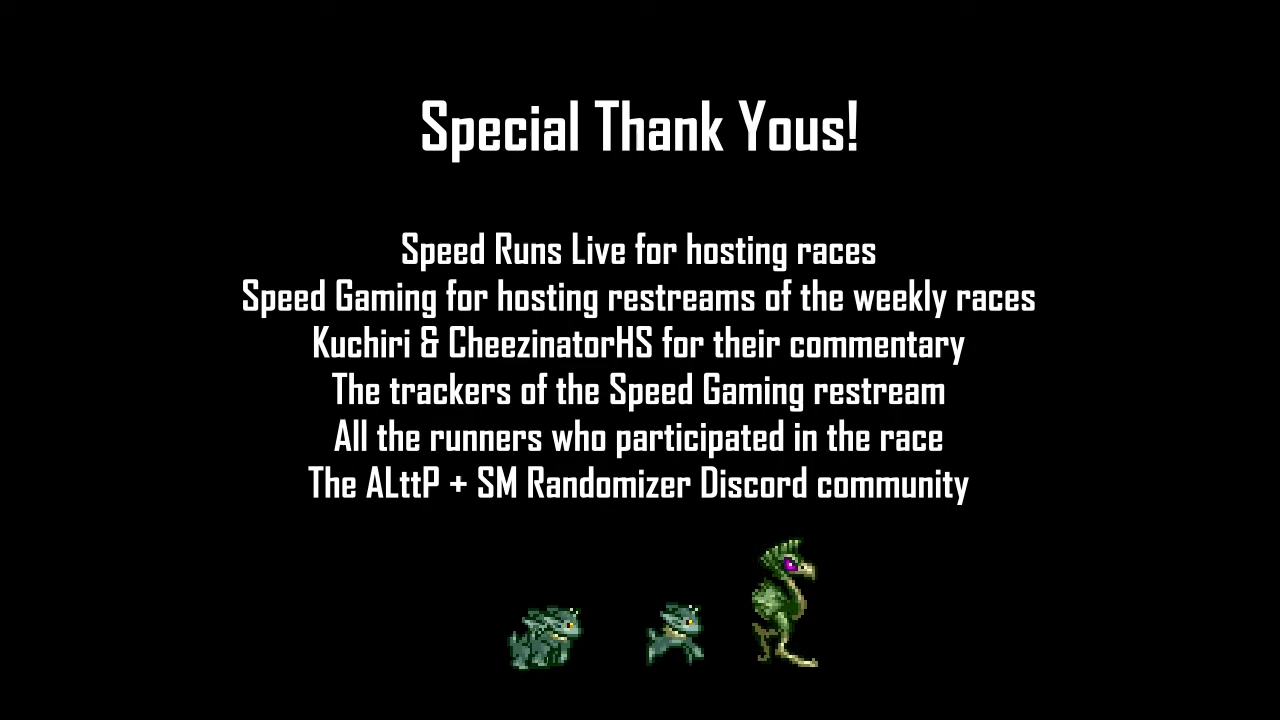 Special Thank Yous!
Speed Runs Live for hosting races
Speed Gaming for hosting restreams of the weekly races
Kuchiri & CheezinatorHS for their commentary
The trackers of the Speed Gaming restream
All the runners who participated in the race
The ALttP + SM Randomizer Discord community